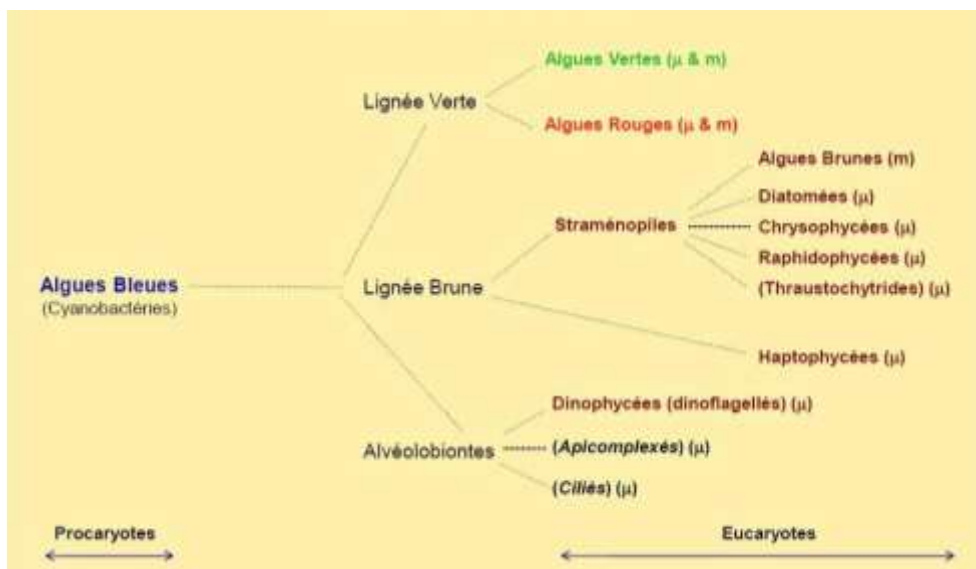 Algues Vertes (μ & m)
Lignée Verte
Algues Rouges (μ & m)
Algues Brunes (m)
Diatomées (μ)
Straménopiles
Chrysophycées (μ)
Raphidophycées (μ)
Algues Bleues
(Cyanobactéries)
Lignée Brune
(Thraustochytrides) (μ)
Haptophycées (μ)
Dinophycées (dinoflagellés) (μ)
Alvéolobiontes
(Apicomplexés) (μ)
(Ciliés) (μ)
Procaryotes
Eucaryotes